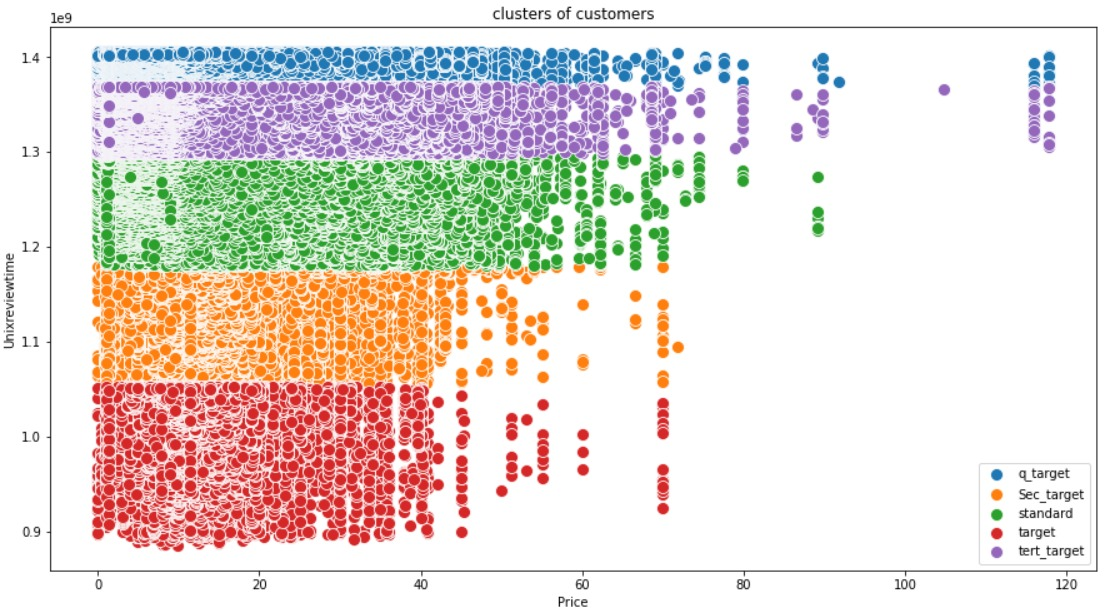 clusters of customers
1e9
1.4
1.3
1.2
1.1
1.0
0.9
Unixreviewtime
0
20
40
60
80
100
120
Price
q_target
Sec_target
standard
target
tert_target